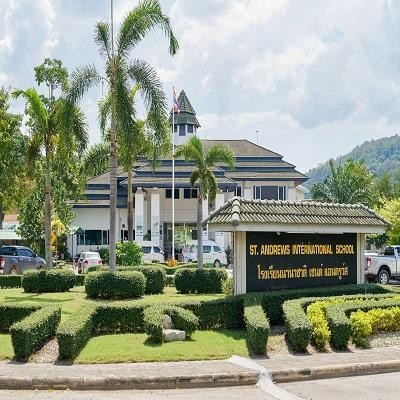 ST. ANDREWS INTERNATIONAL SCHOOL
โรงเรียนนานาชาติ เซนต์ แอนดรูว์ส